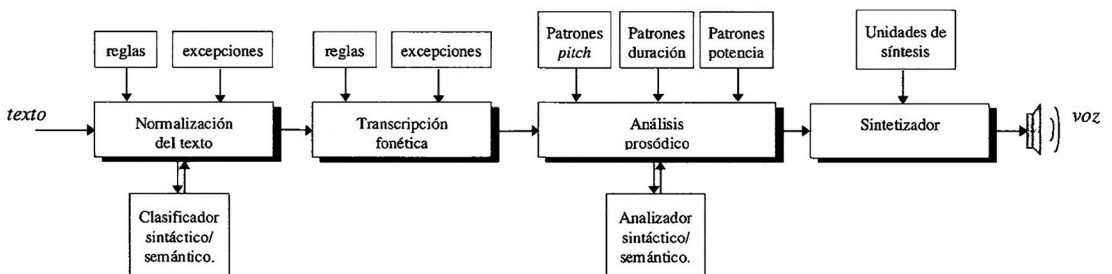 reglas
excepciones
reglas
excepciones
Patrones
pitch
Patrones
duración
Patrones
potencia
Unidades de
síntesis
texto
Normalización
del texto
Transcripción
fonética
Análisis
prosódico
Sintetizador
voz
Clasificador
sintáctico/
semántico.
Analizador
sintáctico/
semántico.